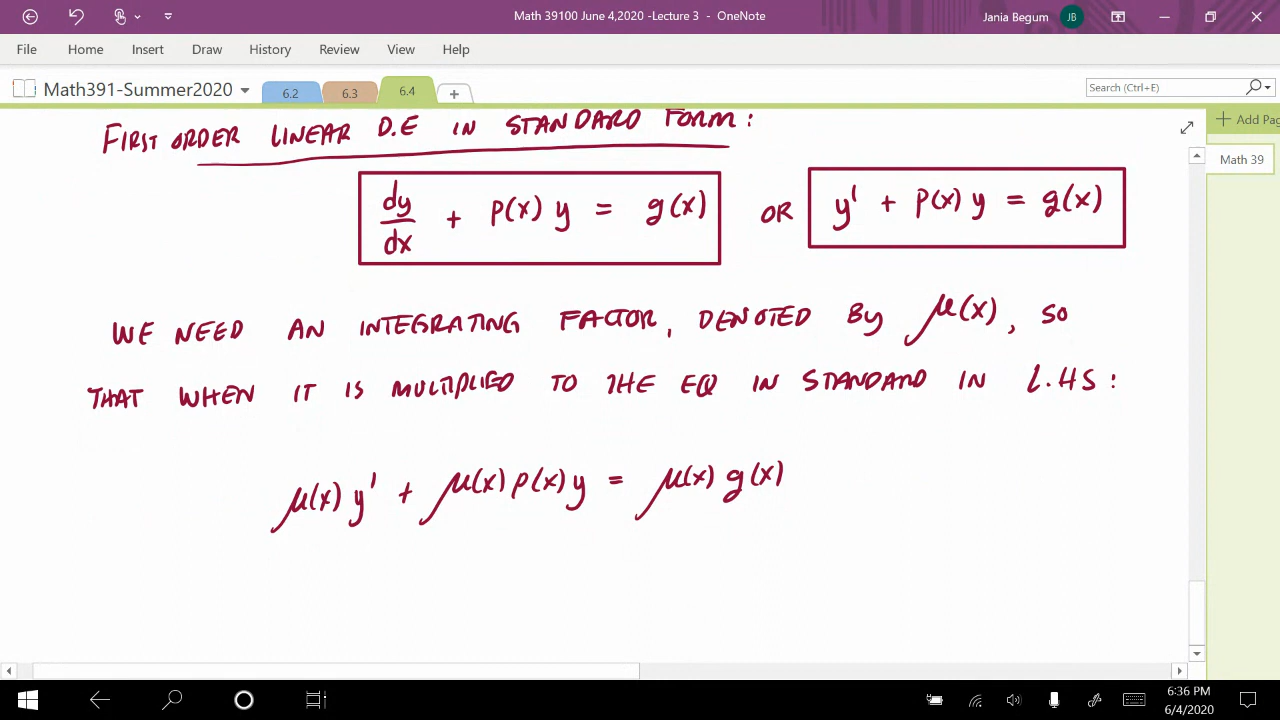 Math 39100 June 4,2020 -Lecture 3 - OneNote
Jania Begum JB
File Home Insert Draw History Review View Help
Math391-Summer2020 6.2 6.3 6.4
Search (Ctrl+E)
Add Pag
Math 39
FIRST ORDER LINEAR D.E IN STANDARD FORM:
dy/dx + p(x) y = g(x) OR y' + p(x) y = g(x)
WE NEED AN INTEGRATING FACTOR, DENOTED By μ(x), SO
THAT WHEN IT IS MULTIPLIED TO THE EQ IN STANDARD IN L.HS:
μ(x) y' + μ(x) p(x) y = μ(x) g(x)
6:36 PM
6/4/2020